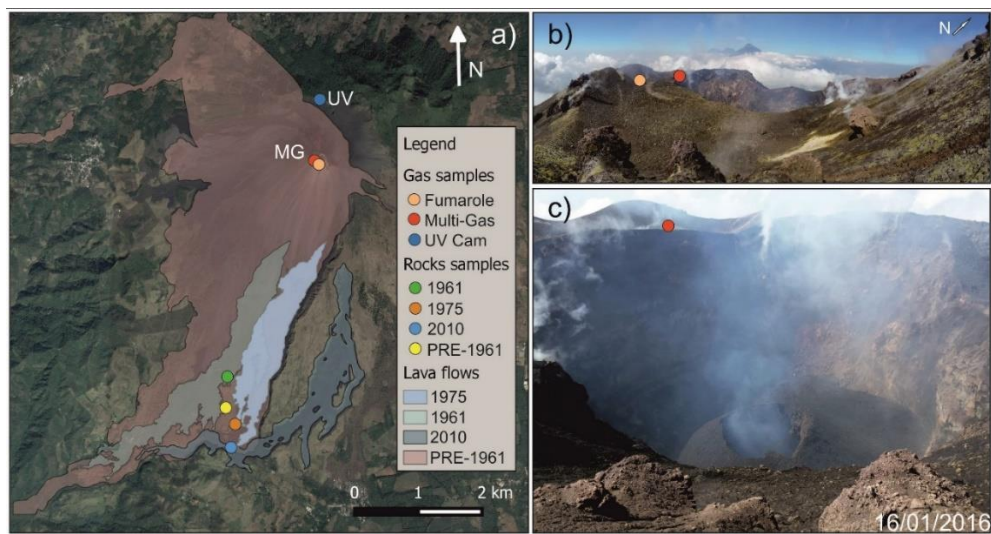 a)
N
UV
MG
Legend
Gas samples
Fumarole
Multi-Gas
UV Cam
Rocks samples
1961
1975
2010
PRE-1961
Lava flows
1975
1961
2010
PRE-1961
0 1 2 km
b)
N
c)
16/01/2016